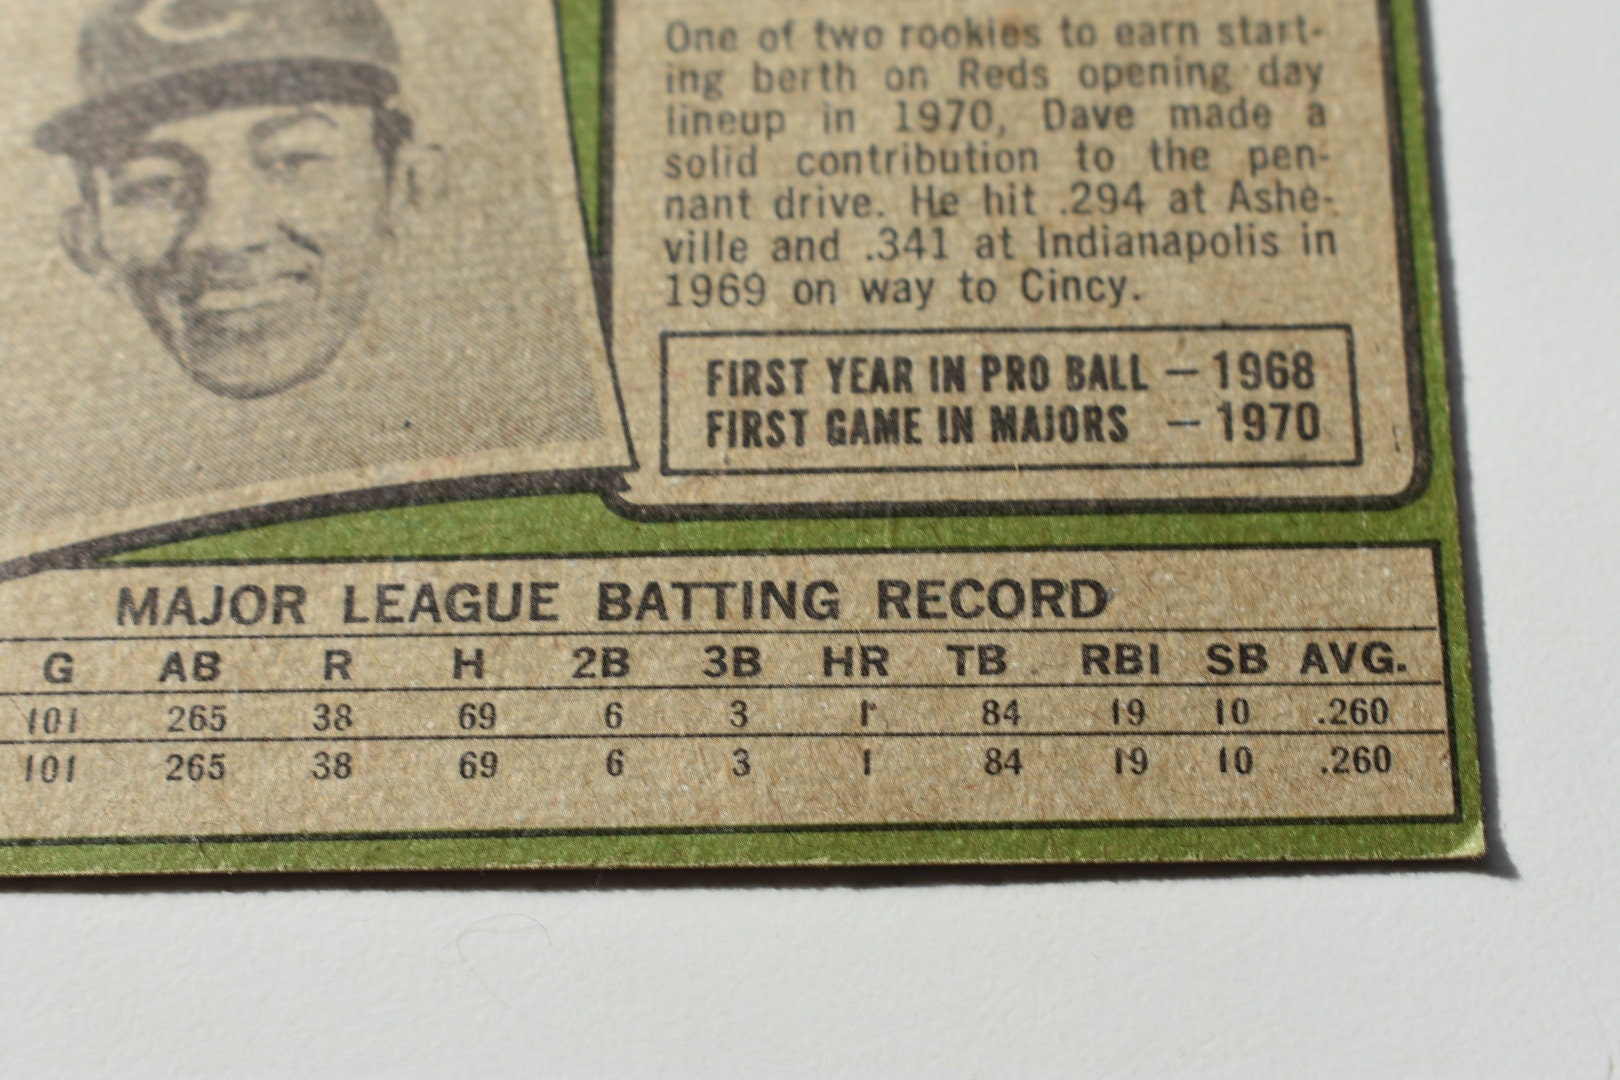 C
One of two rookies to earn start-
ing berth on Reds opening day
lineup in 1970, Dave made a
solid contribution to the pen-
nant drive. He hit .294 at Ashe-
ville and .341 at Indianapolis in
1969 on way to Cincy.
FIRST YEAR IN PRO BALL — 1968
FIRST GAME IN MAJORS — 1970
MAJOR LEAGUE BATTING RECORD
G AB R H 2B 3B HR TB RBI SB AVG.
101 265 38 69 6 3 1 84 19 10 .260
101 265 38 69 6 3 1 84 19 10 .260